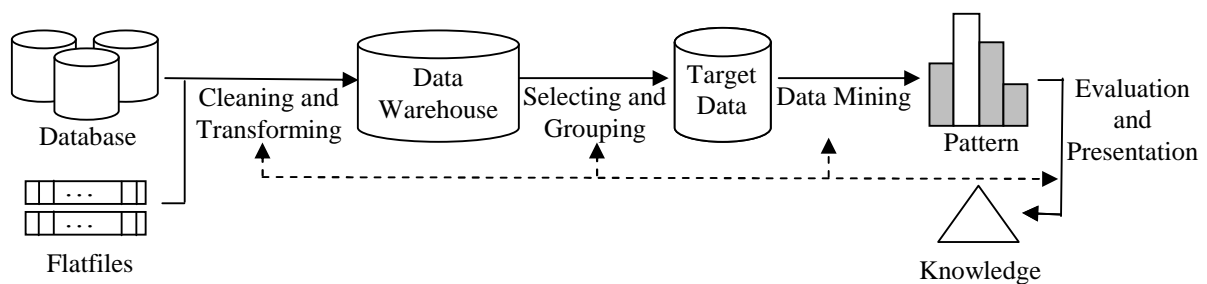 Database
Flatfiles
. . .
. . .
Cleaning and
Transforming
Data
Warehouse
Selecting and
Grouping
Target
Data
Data Mining
Pattern
Evaluation
and
Presentation
Knowledge